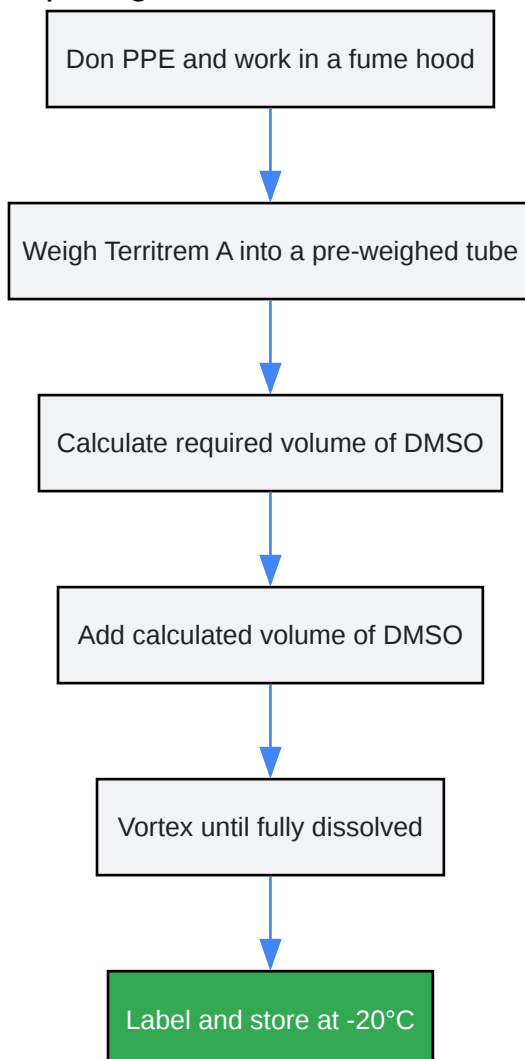 Don PPE and work in a fume hood
Weigh Territrem A into a pre-weighed tube
Calculate required volume of DMSO
Add calculated volume of DMSO
Vortex until fully dissolved
Label and store at -20°C